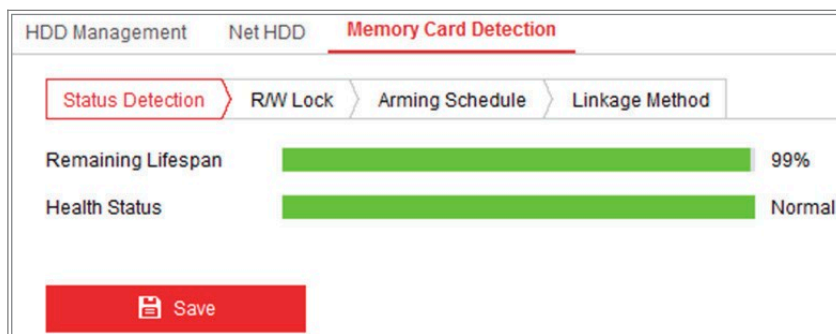 HDD Management Net HDD Memory Card Detection
Status Detection R/W Lock Arming Schedule Linkage Method
Remaining Lifespan 99%
Health Status Normal
Save